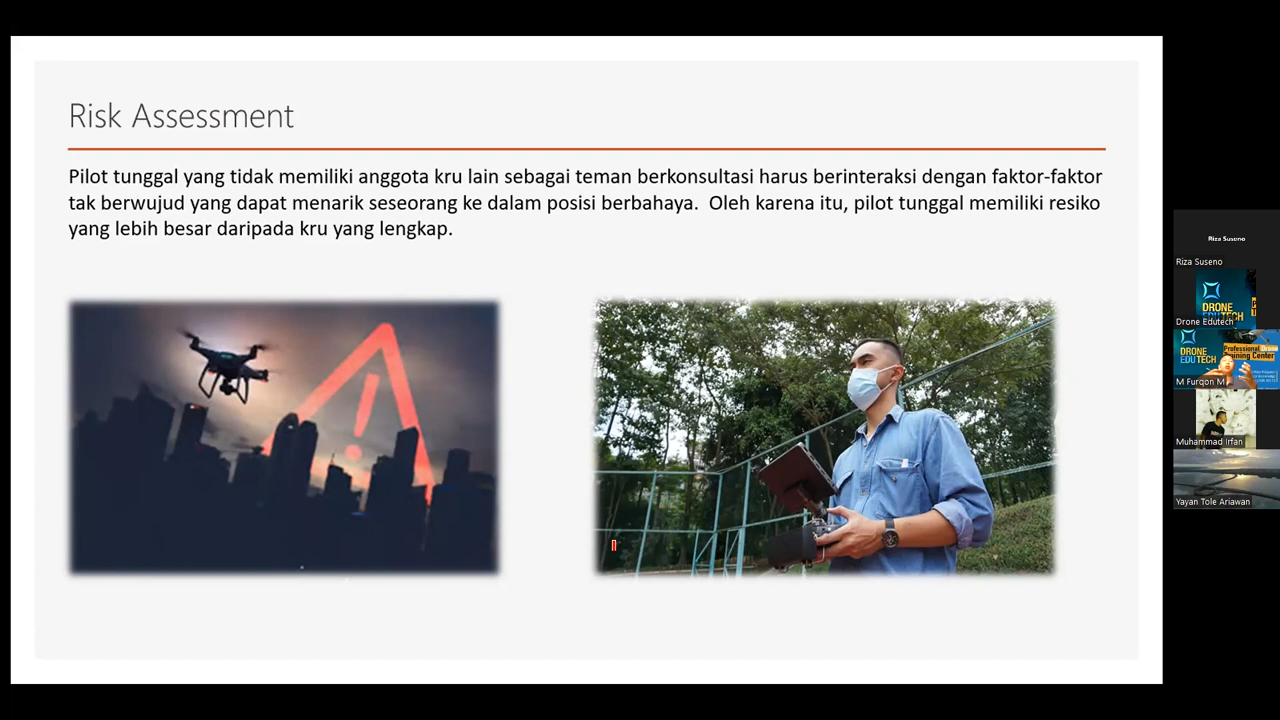 Risk Assessment
Pilot tunggal yang tidak memiliki anggota kru lain sebagai teman berkonsultasi harus berinteraksi dengan faktor-faktor
tak berwujud yang dapat menarik seseorang ke dalam posisi berbahaya. Oleh karena itu, pilot tunggal memiliki resiko
yang lebih besar daripada kru yang lengkap.
Riza Suseno
Riza Suseno
DRONE
EDUTECH
Drone Edutech
DRONE
EDUTECH
Professional Drone
Training Center
M Furqon M
Muhammad Irfan
Yayan Tole Ariawan